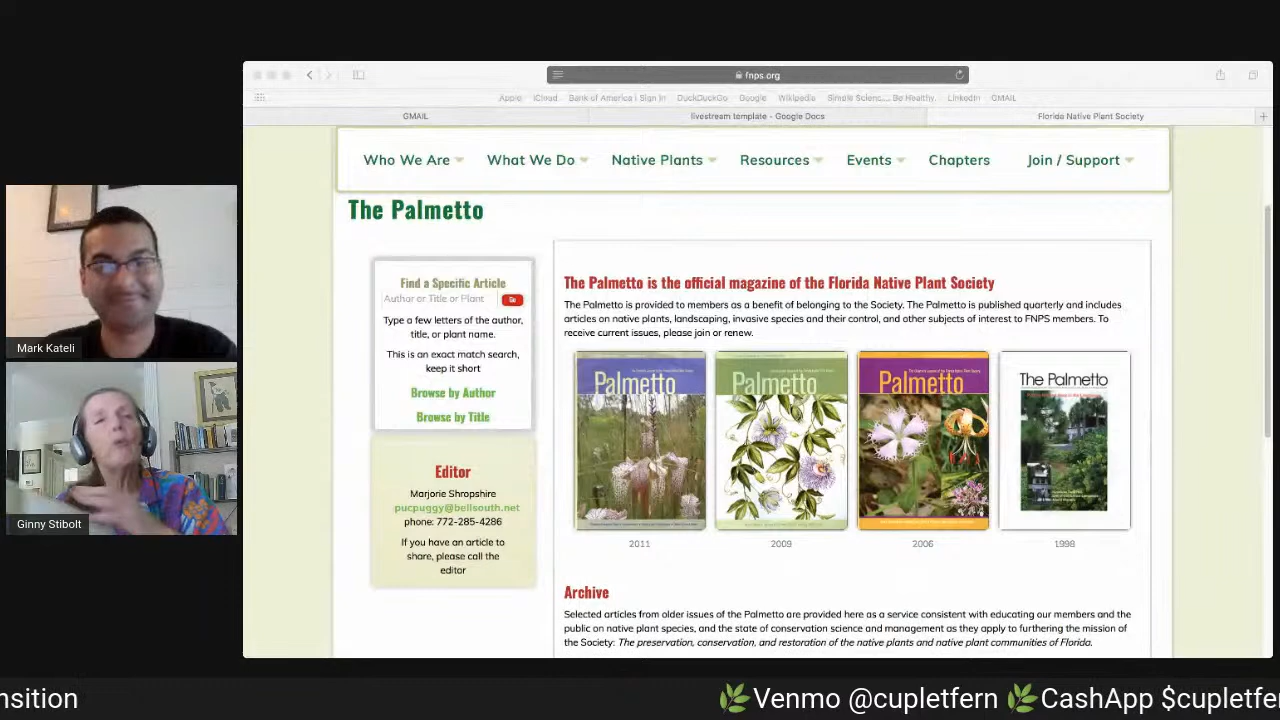 fnps.org
Apple iCloud Bank of America | Sign In DuckDuckGo Google Wikipedia Simple Scienc.... Be Healthy. LinkedIn GMAIL
GMAIL livestream template - Google Docs Florida Native Plant Society
Who We Are What We Do Native Plants Resources Events Chapters Join / Support
The Palmetto
Find a Specific Article
Author or Title or Plant Go
Type a few letters of the author,
title, or plant name.
This is an exact match search,
keep it short
Browse by Author
Browse by Title
Editor
Marjorie Shropshire
pucpuggy@bellsouth.net
phone: 772-285-4286
If you have an article to
share, please call the
editor
The Palmetto is the official magazine of the Florida Native Plant Society
The Palmetto is provided to members as a benefit of belonging to the Society. The Palmetto is published quarterly and includes
articles on native plants, landscaping, invasive species and their control, and other subjects of interest to FNPS members. To
receive current issues, please join or renew.
Palmetto
Palmetto
Palmetto
The Palmetto
2011 2009 2006 1998
Archive
Selected articles from older issues of the Palmetto are provided here as a service consistent with educating our members and the
public on native plant species, and the state of conservation science and management as they apply to furthering the mission of
the Society: The preservation, conservation, and restoration of the native plants and native plant communities of Florida.
Mark Kateli
Ginny Stibolt
nsition 🌿Venmo @cupletfern 🌿CashApp $cupletfe